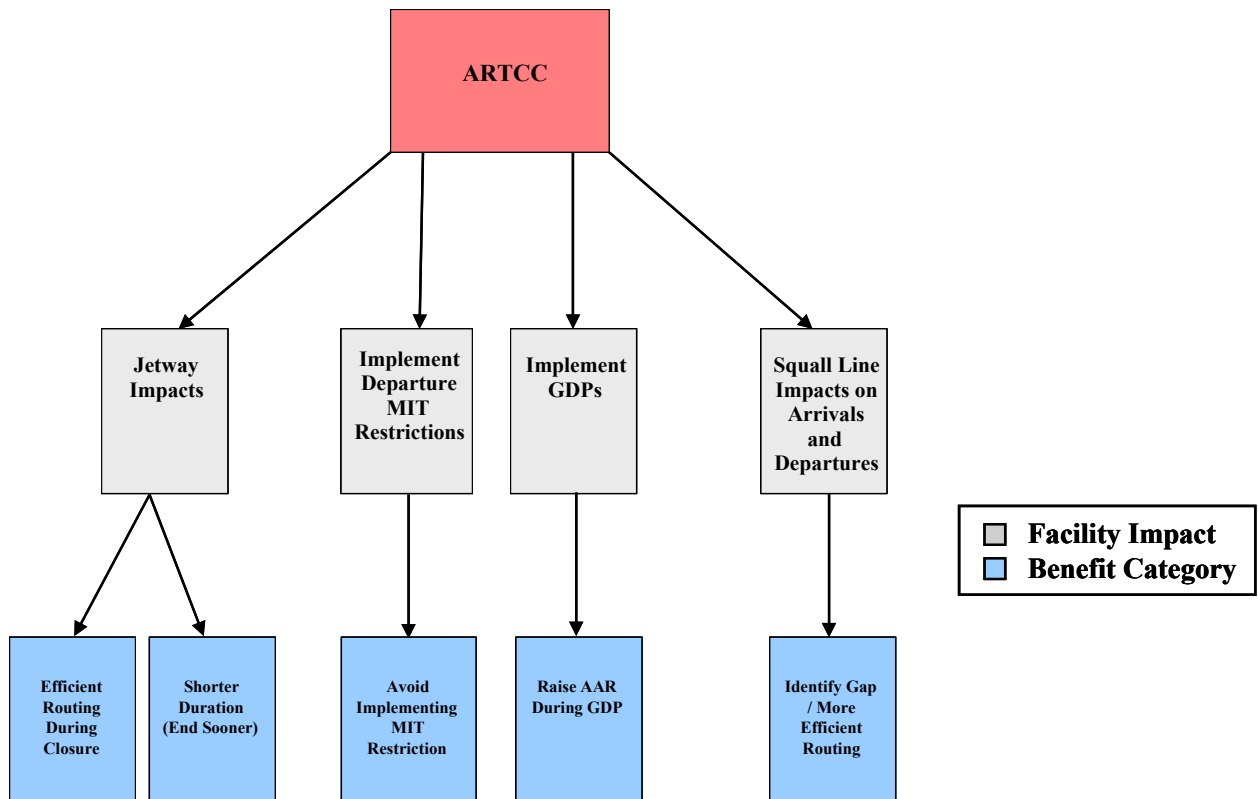 ARTCC
Jetway
Impacts
Implement
Departure
MIT
Restrictions
Implement
GDPs
Squall Line
Impacts on
Arrivals
and
Departures
Facility Impact
Benefit Category
Efficient
Routing
During
Closure
Shorter
Duration
(End Sooner)
Avoid
Implementing
MIT
Restriction
Raise AAR
During GDP
Identify Gap
/ More
Efficient
Routing